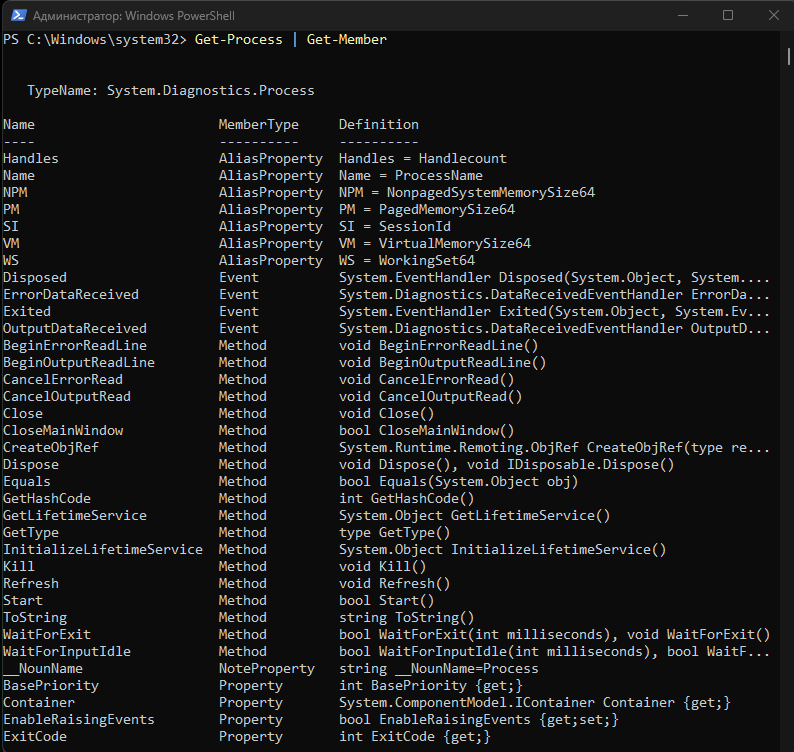 Администратор: Windows PowerShell
PS C:\Windows\system32> Get-Process | Get-Member
TypeName: System.Diagnostics.Process
Name MemberType Definition
---- ---------- ----------
Handles AliasProperty Handles = Handlecount
Name AliasProperty Name = ProcessName
NPM AliasProperty NPM = NonpagedSystemMemorySize64
PM AliasProperty PM = PagedMemorySize64
SI AliasProperty SI = SessionId
VM AliasProperty VM = VirtualMemorySize64
WS AliasProperty WS = WorkingSet64
Disposed Event System.EventHandler Disposed(System.Object, System....
ErrorDataReceived Event System.Diagnostics.DataReceivedEventHandler ErrorDa...
Exited Event System.EventHandler Exited(System.Object, System.Ev...
OutputDataReceived Event System.Diagnostics.DataReceivedEventHandler OutputD...
BeginErrorReadLine Method void BeginErrorReadLine()
BeginOutputReadLine Method void BeginOutputReadLine()
CancelErrorRead Method void CancelErrorRead()
CancelOutputRead Method void CancelOutputRead()
Close Method void Close()
CloseMainWindow Method bool CloseMainWindow()
CreateObjRef Method System.Runtime.Remoting.ObjRef CreateObjRef(type re...
Dispose Method void Dispose(), void IDisposable.Dispose()
Equals Method bool Equals(System.Object obj)
GetHashCode Method int GetHashCode()
GetLifetimeService Method System.Object GetLifetimeService()
GetType Method type GetType()
InitializeLifetimeService Method System.Object InitializeLifetimeService()
Kill Method void Kill()
Refresh Method void Refresh()
Start Method bool Start()
ToString Method string ToString()
WaitForExit Method bool WaitForExit(int milliseconds), void WaitForExit()
WaitForInputIdle Method bool WaitForInputIdle(int milliseconds), bool WaitF...
__NounName NoteProperty string __NounName=Process
BasePriority Property int BasePriority {get;}
Container Property System.ComponentModel.IContainer Container {get;}
EnableRaisingEvents Property bool EnableRaisingEvents {get;set;}
ExitCode Property int ExitCode {get;}